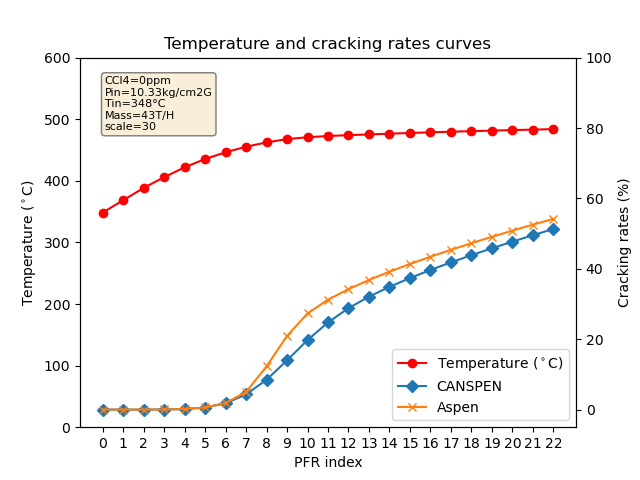 Temperature and cracking rates curves
600
500
400
300
200
100
0
Temperature (°C)
CCl4=0ppm
Pin=10.33kg/cm2G
Tin=348°C
Mass=43T/H
scale=30
100
80
60
40
20
0
Cracking rates (%)
Temperature (°C)
CANSPEN
Aspen
0 1 2 3 4 5 6 7 8 9 10 11 12 13 14 15 16 17 18 19 20 21 22
PFR index